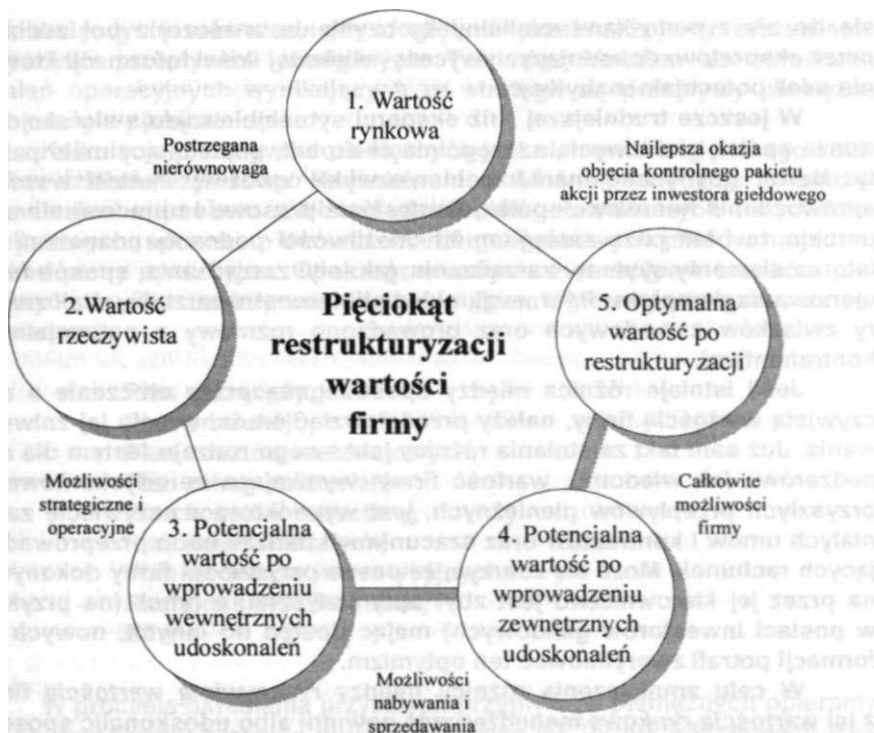 1. Wartość
rynkowa
Postrzegana
nierównowaga
Najlepsza okazja
objęcia kontrolnego pakietu
akcji przez inwestora giełdowego
2.Wartość
rzeczywista
Pięciokąt
restrukturyzacji
wartości
firmy
5. Optymalna
wartość po
restrukturyzacji
Możliwości
strategiczne i
Całkowite
możliwości
firmy
3. Potencjalna
wartość po
wprowadzeniu
wewnętrznych
udoskonaleń
4. Potencjalna
wartość po
wprowadzeniu
zewnętrznych
udoskonaleń
Możliwości
nabywania i
sprzedawania